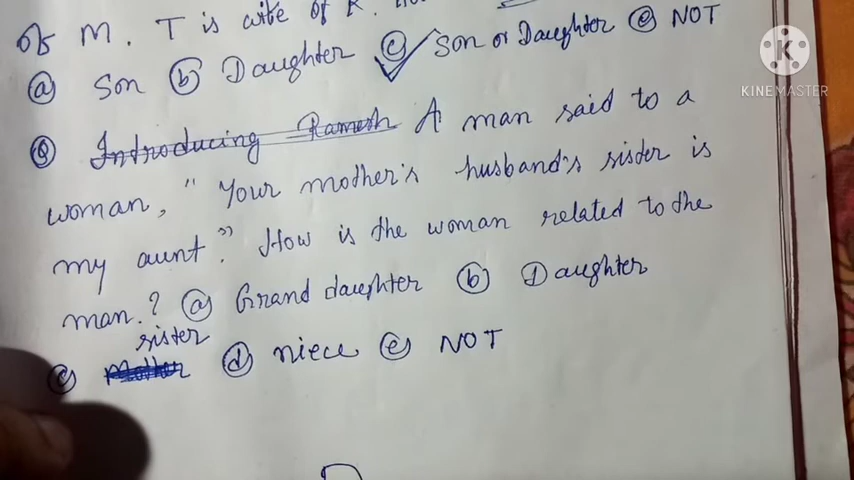 of M. T is wife of K.
(a) Son (b) Daughter (c) Son or Daughter (e) NOT
(Q) Introducing Ramesh A man said to a
woman, "Your mother's husband's sister is
my aunt." How is the woman related to the
man.? (a) Grand daughter (b) Daughter
sister
(c) Mother (d) niece (e) NOT
K
KINEMASTER